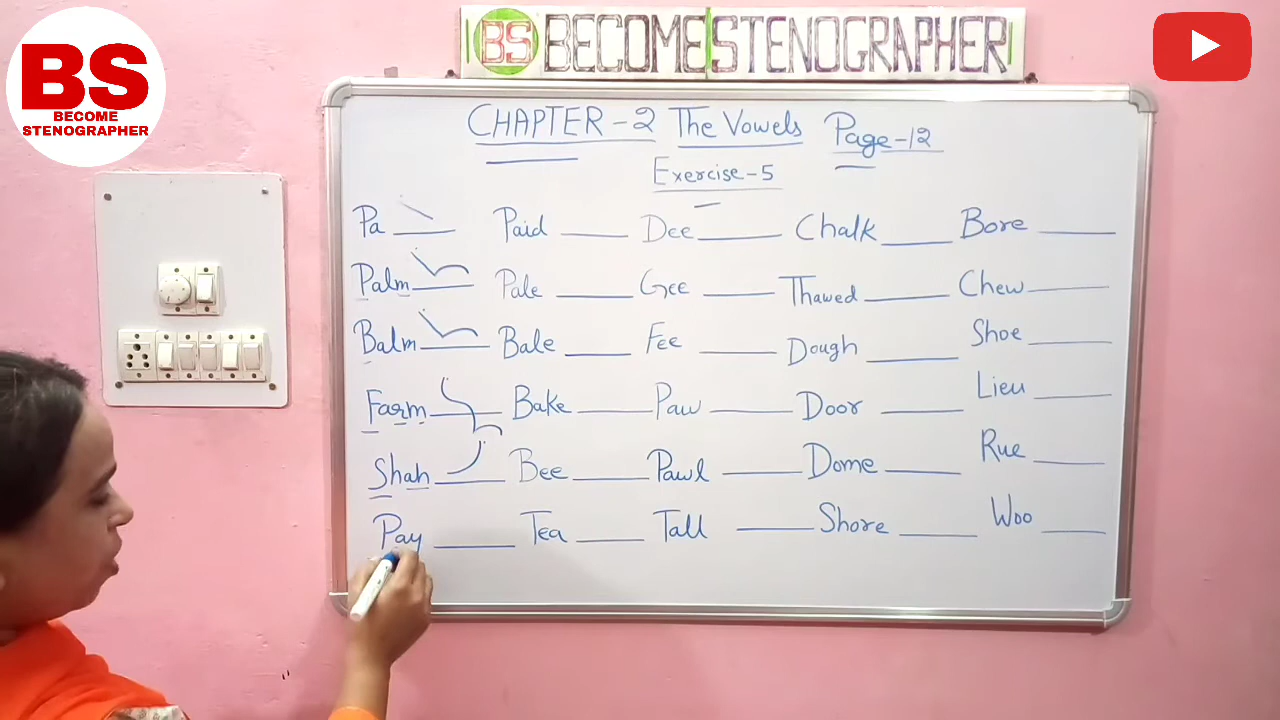 BS BECOME STENOGRAPHER
BS
BECOME
STENOGRAPHER
CHAPTER-2 The Vowels Page-12
Exercise-5
Pa Paid Dee Chalk Bore
Palm Pale Gee Thawed Chew
Balm Bale Fee Dough Shoe
Farm Bake Paw Door Lieu
Shah Bee Pawl Dome Rue
Pay Tea Tall Shore Woo